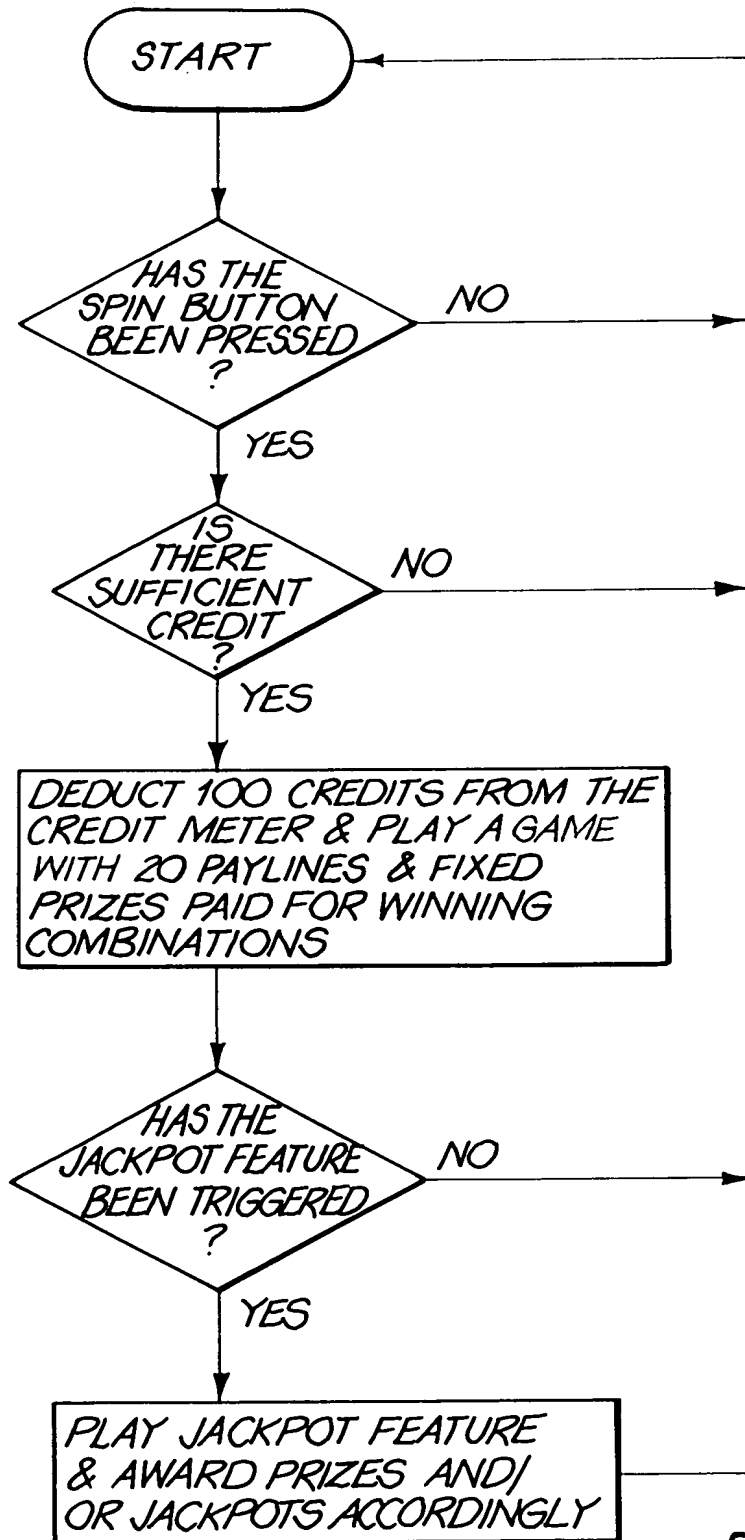 START
HAS THE
SPIN BUTTON
BEEN PRESSED
?
NO
YES
IS
THERE
SUFFICIENT
CREDIT
?
NO
YES
DEDUCT 100 CREDITS FROM THE
CREDIT METER & PLAY A GAME
WITH 20 PAYLINES & FIXED
PRIZES PAID FOR WINNING
COMBINATIONS
HAS THE
JACKPOT FEATURE
BEEN TRIGGERED
?
NO
YES
PLAY JACKPOT FEATURE
& AWARD PRIZES AND/
OR JACKPOTS ACCORDINGLY